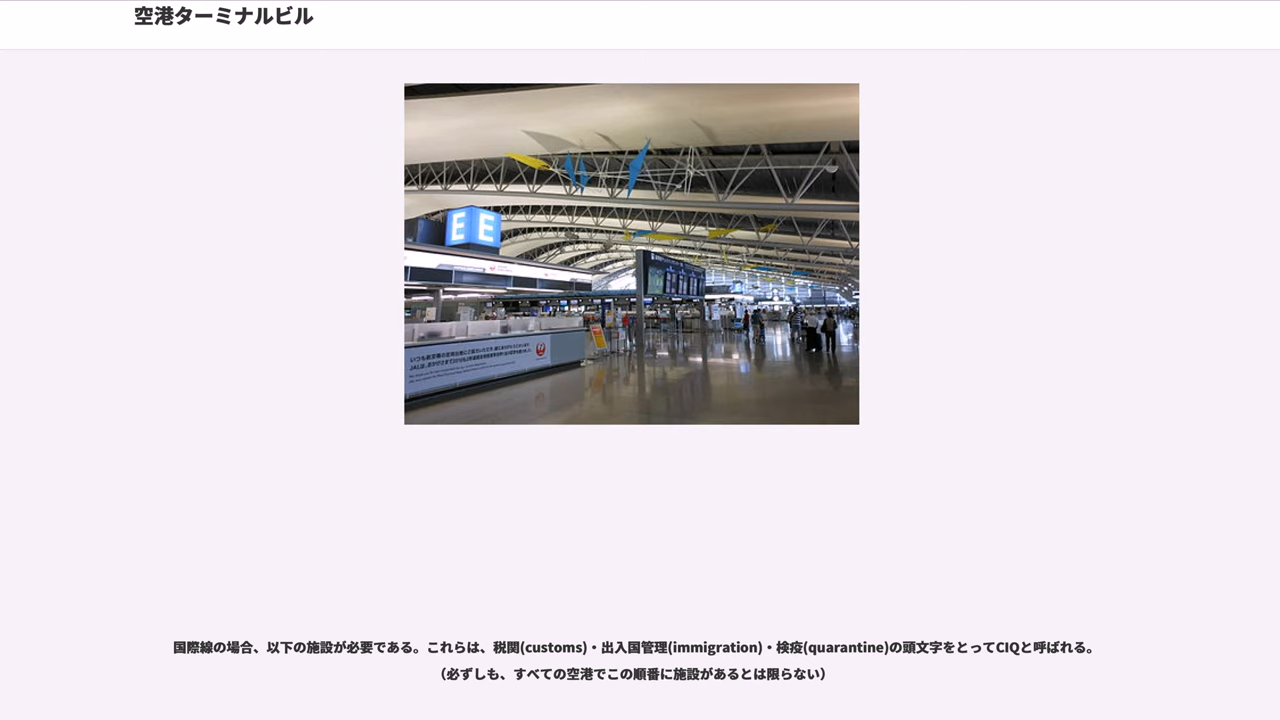 空港ターミナルビル
E E
国際線の場合、以下の施設が必要である。これらは、税関(customs)・出入国管理(immigration)・検疫(quarantine)の頭文字をとってCIQと呼ばれる。
（必ずしも、すべての空港でこの順番に施設があるとは限らない）